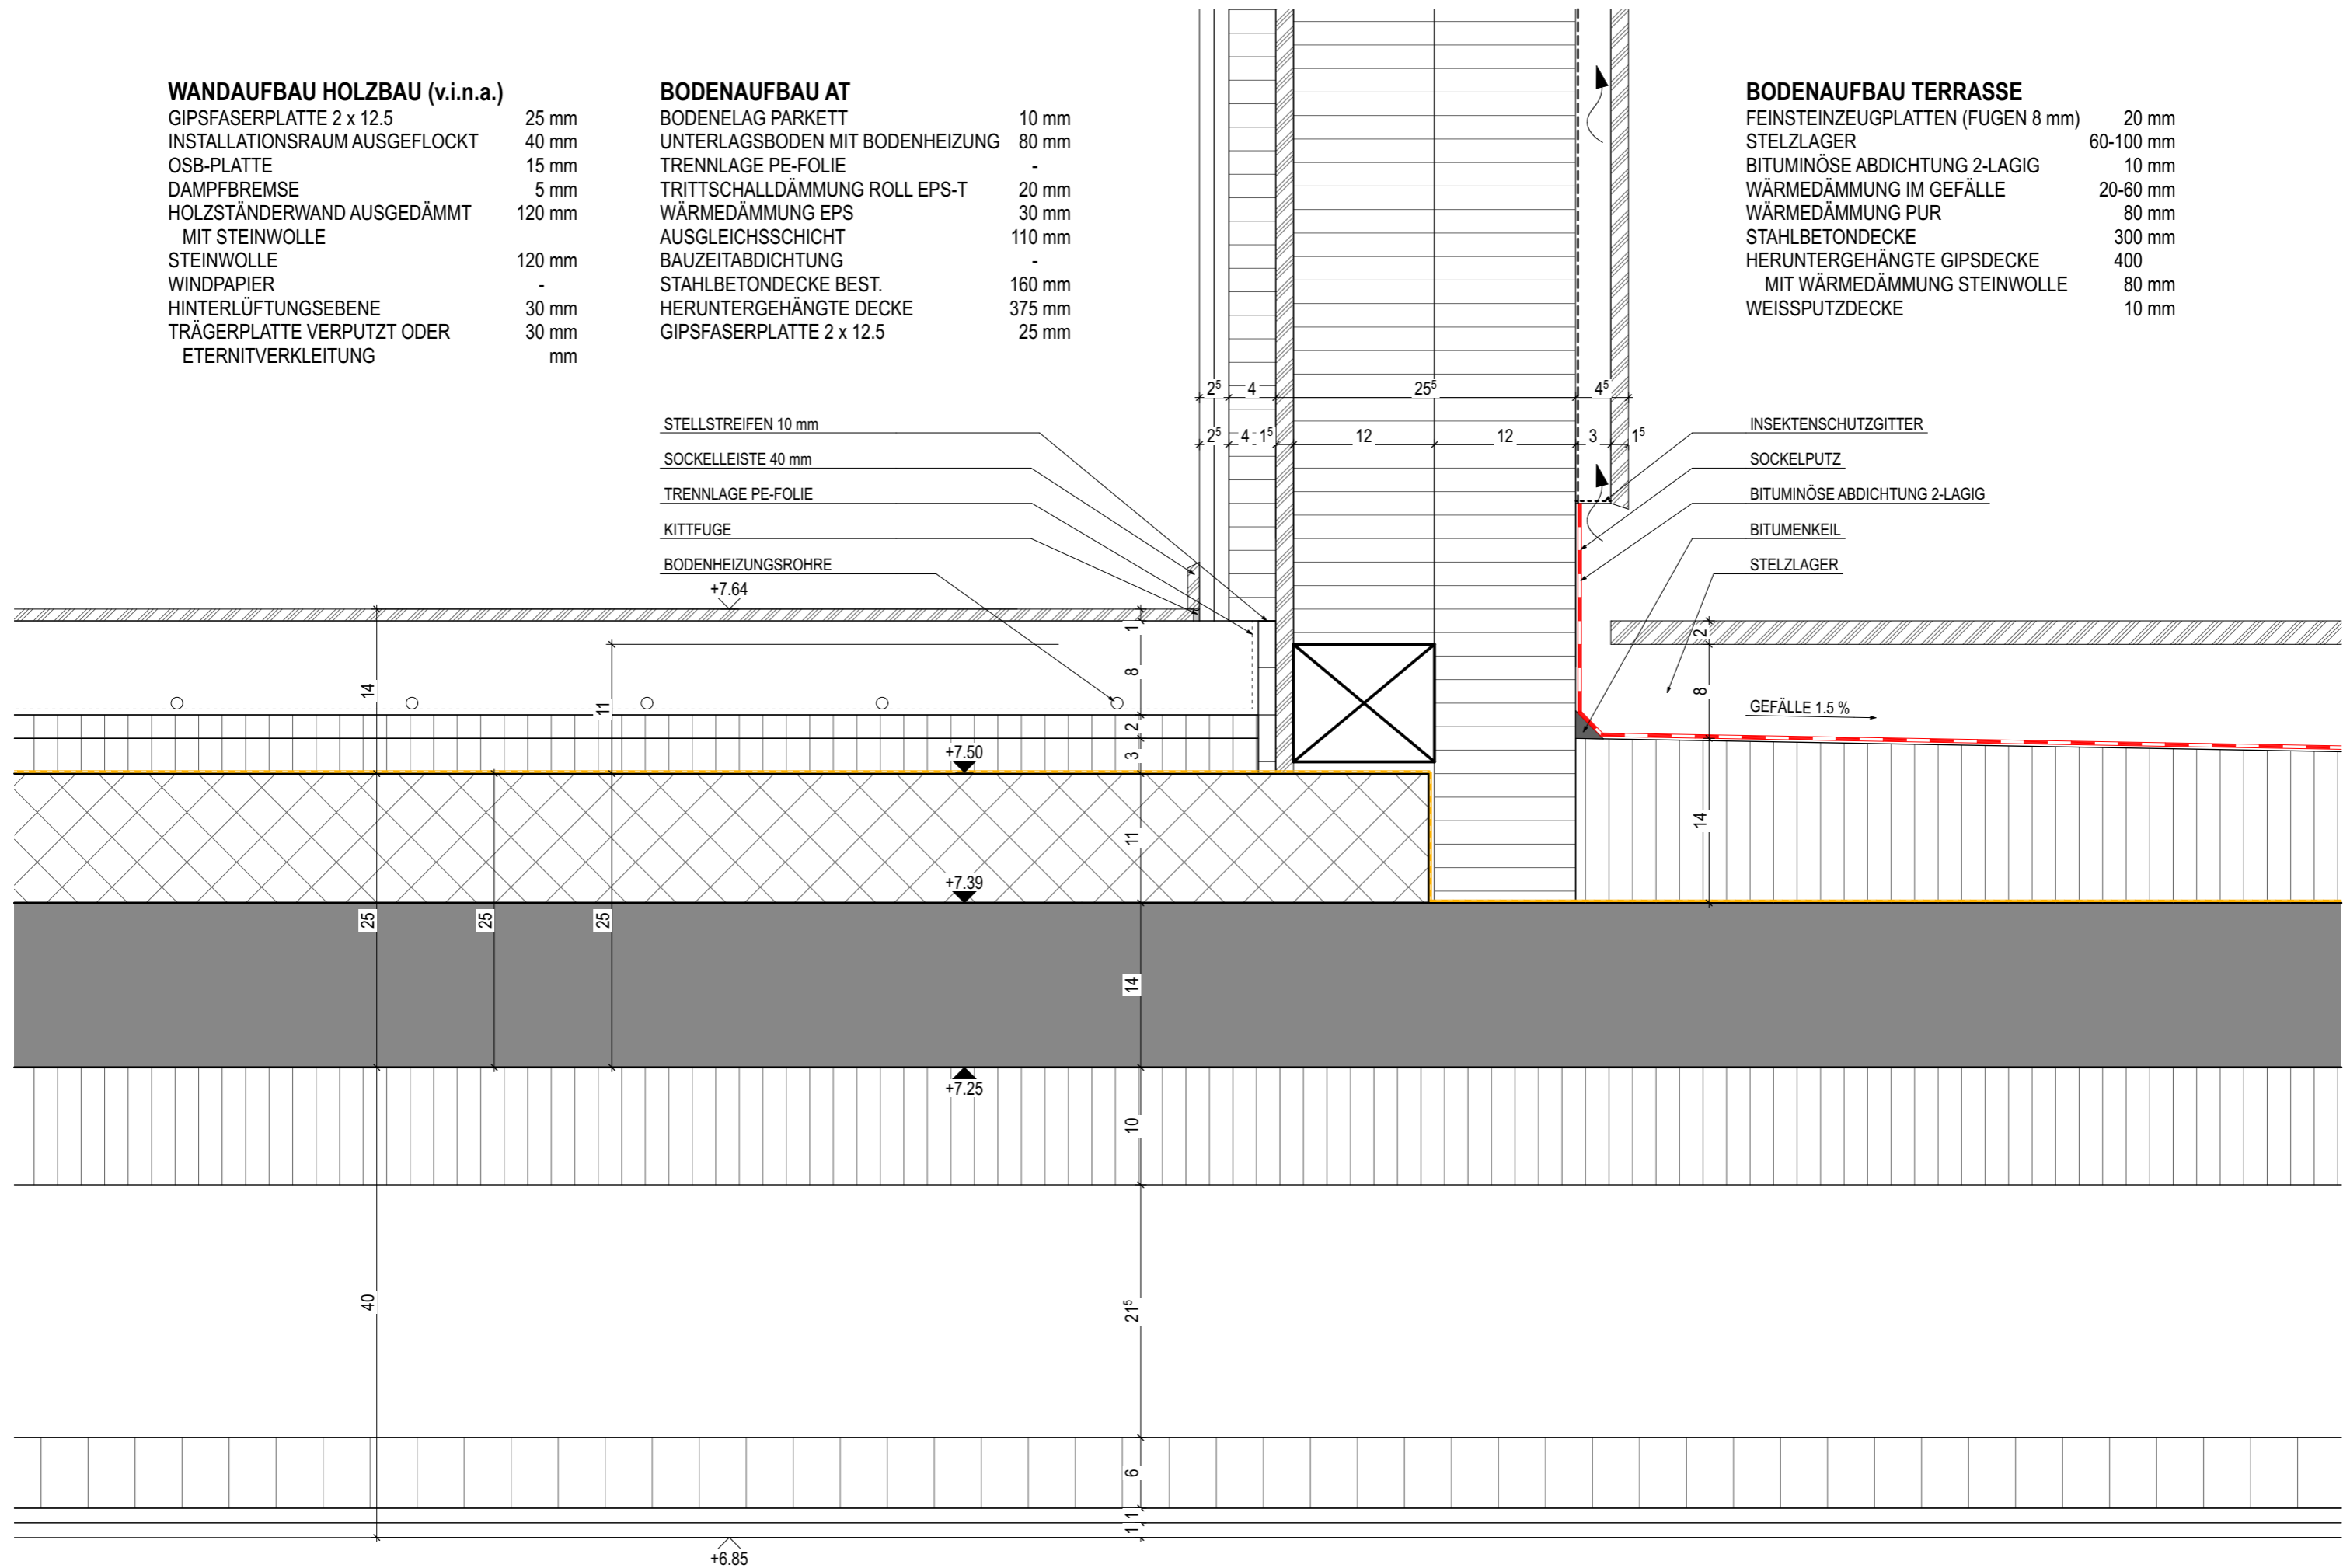 WANDAUFBAU HOLZBAU (v.i.n.a.)
GIPSFASERPLATTE 2 x 12.5 25 mm
INSTALLATIONSRAUM AUSGEFLOCKT 40 mm
OSB-PLATTE 15 mm
DAMPFBREMSE 5 mm
HOLZSTÄNDERWAND AUSGEDÄMMT 120 mm
MIT STEINWOLLE
STEINWOLLE 120 mm
WINDPAPIER -
HINTERLÜFTUNGSEBENE 30 mm
TRÄGERPLATTE VERPUTZT ODER 30 mm
ETERNITVERKLEITUNG mm
BODENAUFBAU AT
BODENELAG PARKETT 10 mm
UNTERLAGSBODEN MIT BODENHEIZUNG 80 mm
TRENNLAGE PE-FOLIE -
TRITTSCHALLDÄMMUNG ROLL EPS-T 20 mm
WÄRMEDÄMMUNG EPS 30 mm
AUSGLEICHSSCHICHT 110 mm
BAUZEITABDICHTUNG -
STAHLBETONDECKE BEST. 160 mm
HERUNTERGEHÄNGTE DECKE 375 mm
GIPSFASERPLATTE 2 x 12.5 25 mm
BODENAUFBAU TERRASSE
FEINSTEINZEUGPLATTEN (FUGEN 8 mm) 20 mm
STELZLAGER 60-100 mm
BITUMINÖSE ABDICHTUNG 2-LAGIG 10 mm
WÄRMEDÄMMUNG IM GEFÄLLE 20-60 mm
WÄRMEDÄMMUNG PUR 80 mm
STAHLBETONDECKE 300 mm
HERUNTERGEHÄNGTE GIPSDECKE 400
MIT WÄRMEDÄMMUNG STEINWOLLE 80 mm
WEISSPUTZDECKE 10 mm
2⁵ 4 25⁵ 4⁵
2⁵ 4 1⁵ 12 12 3 1⁵
STELLSTREIFEN 10 mm
SOCKELLEISTE 40 mm
TRENNLAGE PE-FOLIE
KITTFUGE
BODENHEIZUNGSROHRE
INSEKTENSCHUTZGITTER
SOCKELPUTZ
BITUMINÖSE ABDICHTUNG 2-LAGIG
BITUMENKEIL
STELZLAGER
GEFÄLLE 1.5 %
+7.64
+7.50
+7.39
+7.25
+6.85
14
25
40
25
11
25
1
8
2
3
11
14
10
21⁵
6
1
1
2
8
14